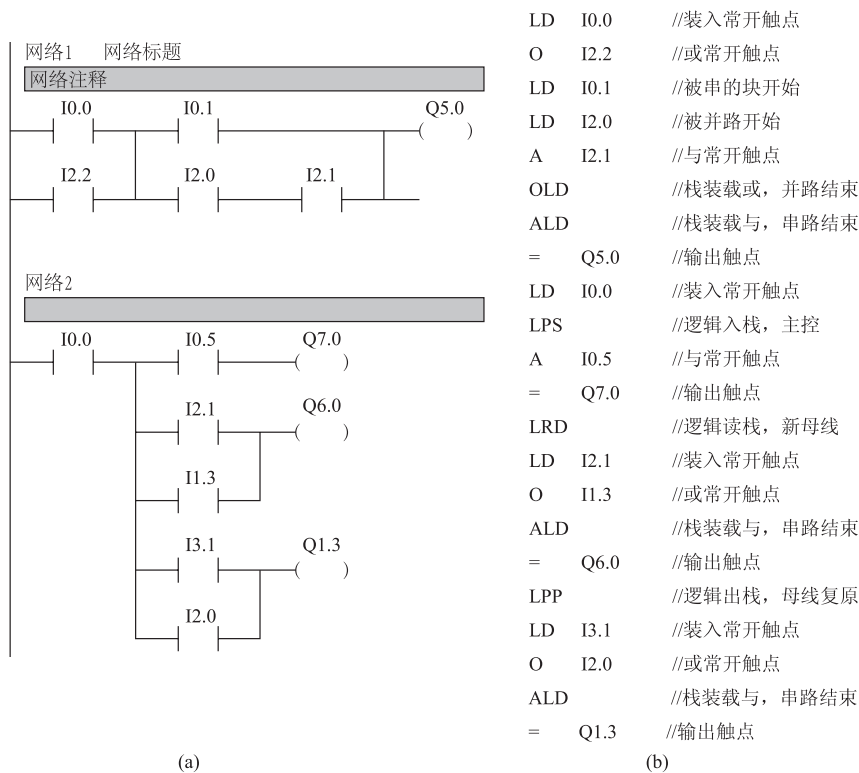 网络1 网络标题
网络注释
I0.0 I0.1 Q5.0
I2.2 I2.0 I2.1
网络2
I0.0 I0.5 Q7.0
I2.1 Q6.0
I1.3
I3.1 Q1.3
I2.0
(a)
LD I0.0 //装入常开触点
O I2.2 //或常开触点
LD I0.1 //被串的块开始
LD I2.0 //被并路开始
A I2.1 //与常开触点
OLD //栈装载或，并路结束
ALD //栈装载与，串路结束
= Q5.0 //输出触点
LD I0.0 //装入常开触点
LPS //逻辑入栈，主控
A I0.5 //与常开触点
= Q7.0 //输出触点
LRD //逻辑读栈，新母线
LD I2.1 //装入常开触点
O I1.3 //或常开触点
ALD //栈装载与，串路结束
= Q6.0 //输出触点
LPP //逻辑出栈，母线复原
LD I3.1 //装入常开触点
O I2.0 //或常开触点
ALD //栈装载与，串路结束
= Q1.3 //输出触点
(b)